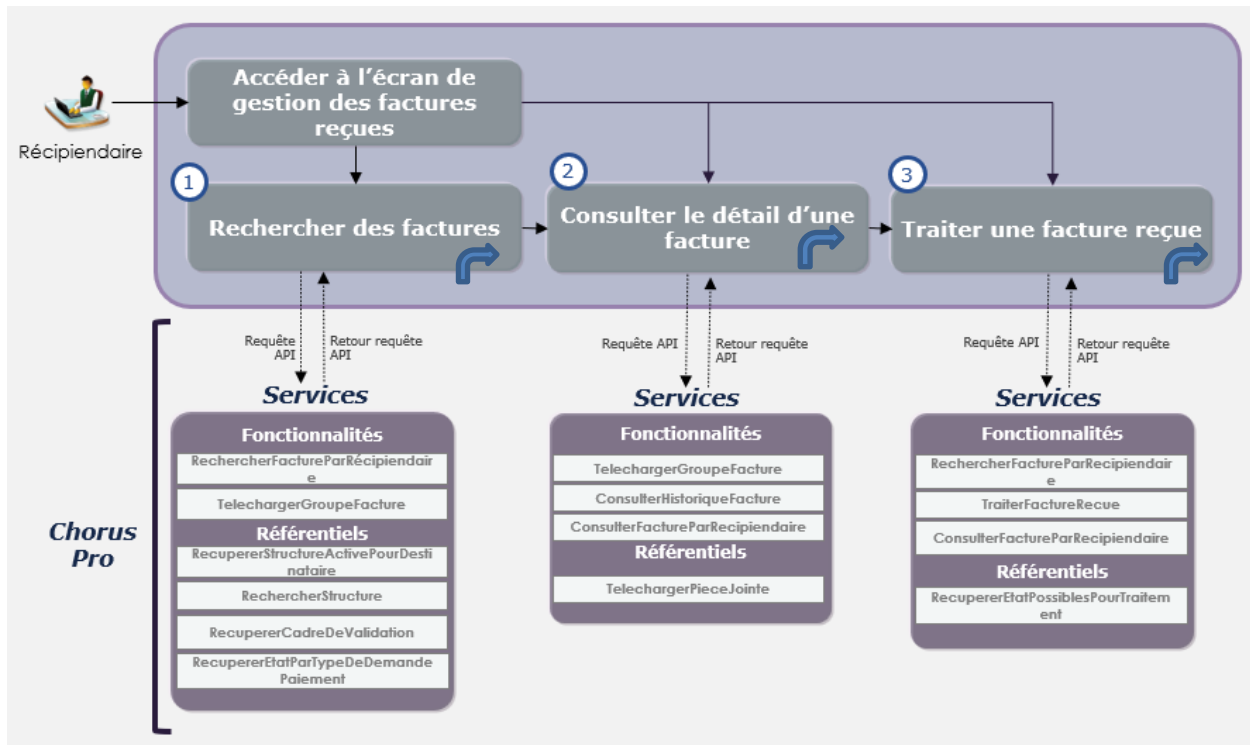 Accéder à l'écran de
gestion des factures
reçues
Récipiendaire
1
Rechercher des factures
2
Consulter le détail d'une
facture
3
Traiter une facture reçue
Requête
API
Retour requête
API
Requête API
Retour requête
API
Requête API
Retour requête
API
Chorus
Pro
Services
Fonctionnalités
RechercherFactureParRécipiendair
e
TelechargerGroupeFacture
Référentiels
RecupererStructureActivePourDesti
nataire
RechercherStructure
RecupererCadreDeValidation
RecupererEtatParTypeDeDemande
Paiement
Services
Fonctionnalités
TelechargerGroupeFacture
ConsulterHistoriqueFacture
ConsulterFactureParRecipiendaire
Référentiels
TelechargerPieceJointe
Services
Fonctionnalités
RechercherFactureParRecipiendair
e
TraiterFactureRecue
ConsulterFactureParRecipiendaire
Référentiels
RecupererEtatPossiblesPourTraitem
ent